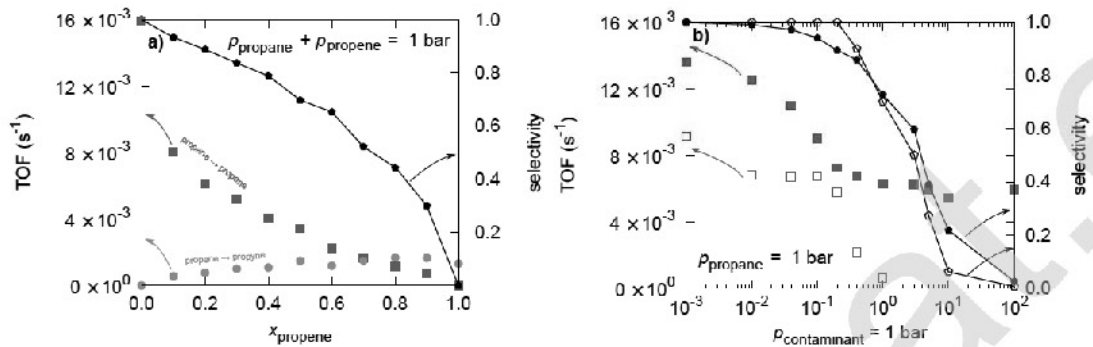 a)
p_propane + p_propene = 1 bar
16 × 10⁻³
12 × 10⁻³
8 × 10⁻³
4 × 10⁻³
0 × 10⁰
TOF (s⁻¹)
propane→propene
propane→propyne
1.0
0.8
0.6
0.4
0.2
selectivity
0.0 0.2 0.4 0.6 0.8 1.0
x_propene
b)
16 × 10⁻³
12 × 10⁻³
8 × 10⁻³
4 × 10⁻³
0 × 10⁰
TOF (s⁻¹)
p_propane = 1 bar
1.0
0.8
0.6
0.4
0.2
0.0
selectivity
10⁻³ 10⁻² 10⁻¹ 10⁰ 10¹ 10²
p_contaminant = 1 bar